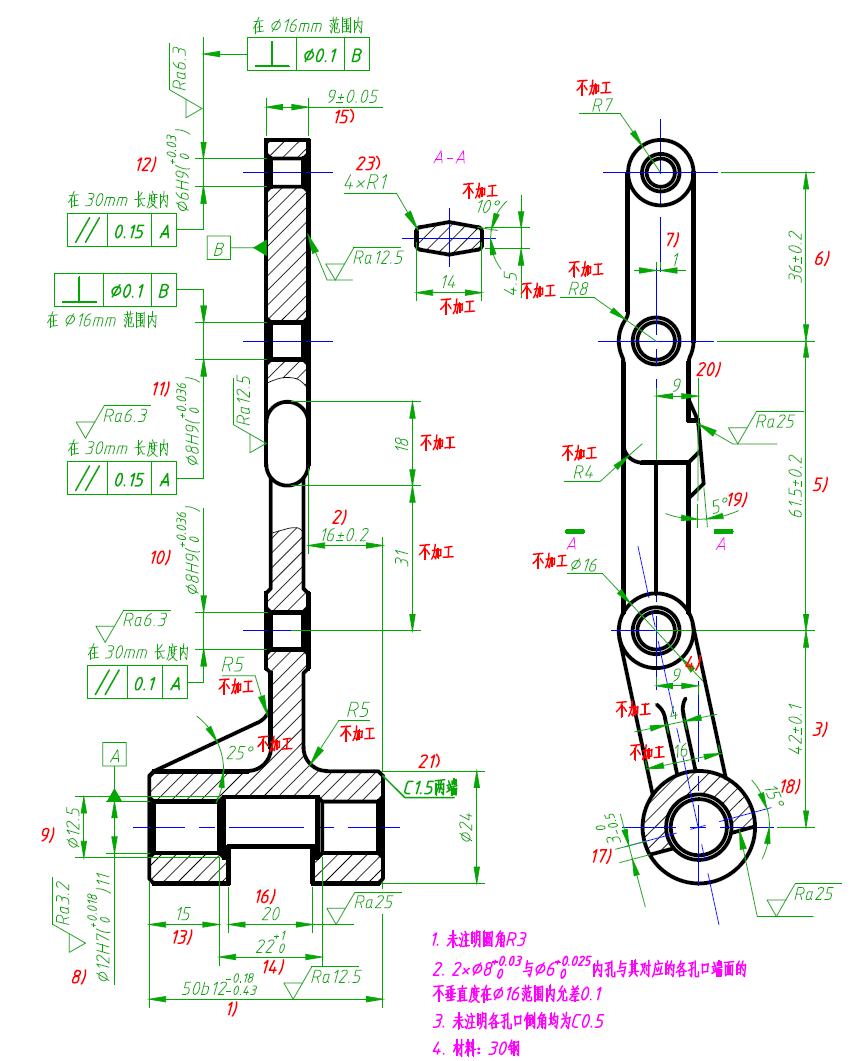 在 Ø16mm 范围内
⊥ Ø0.1 B
Ra6.3
9±0.05
15)
12)
Ø6H9(+0.03 0)
在 30mm 长度内
// 0.15 A
B
Ra12.5
⊥ Ø0.1 B
在 Ø16mm 范围内
11)
Ø8H9(+0.036 0)
Ra6.3
在 30mm 长度内
// 0.15 A
Ra12.5
18
不加工
2)
16±0.2
31
不加工
10)
Ø8H9(+0.036 0)
Ra6.3
在 30mm 长度内
// 0.1 A
R5
不加工
R5
不加工
25°
不加工
A
21)
C1.5两端
9)
Ø12.5
Ø24
Ra3.2
Ø12H7(+0.018 0)11
8)
15
13)
16)
20
Ra25
22+1 0
14)
Ra12.5
50b12-0.18 -0.43
1)
23)
4×R1
A-A
不加工
10°
14
不加工
4.5
不加工
不加工
R7
7)
1
36±0.2
6)
不加工
R8
20)
9
Ra25
不加工
R4
61.5±0.2
5)
5°
19)
A
A
不加工
Ø16
4)
9
不加工
4
不加工
16
42±0.1
3)
18)
15°
3 0 -0.5
17)
Ra25
1. 未注明圆角R3
2. 2×Ø8+0.03 0与Ø6+0.025 0内孔与其对应的各孔口端面的
不垂直度在Ø16范围内允差0.1
3. 未注明各孔口倒角均为C0.5
4. 材料：30钢